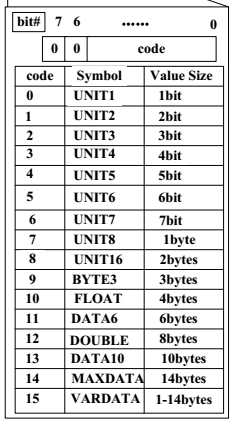 bit# 7 6 ...... 0
0 0 code
code Symbol Value Size
0 UNIT1 1bit
1 UNIT2 2bit
2 UNIT3 3bit
3 UNIT4 4bit
4 UNIT5 5bit
5 UNIT6 6bit
6 UNIT7 7bit
7 UNIT8 1byte
8 UNIT16 2bytes
9 BYTE3 3bytes
10 FLOAT 4bytes
11 DATA6 6bytes
12 DOUBLE 8bytes
13 DATA10 10bytes
14 MAXDATA 14bytes
15 VARDATA 1-14bytes